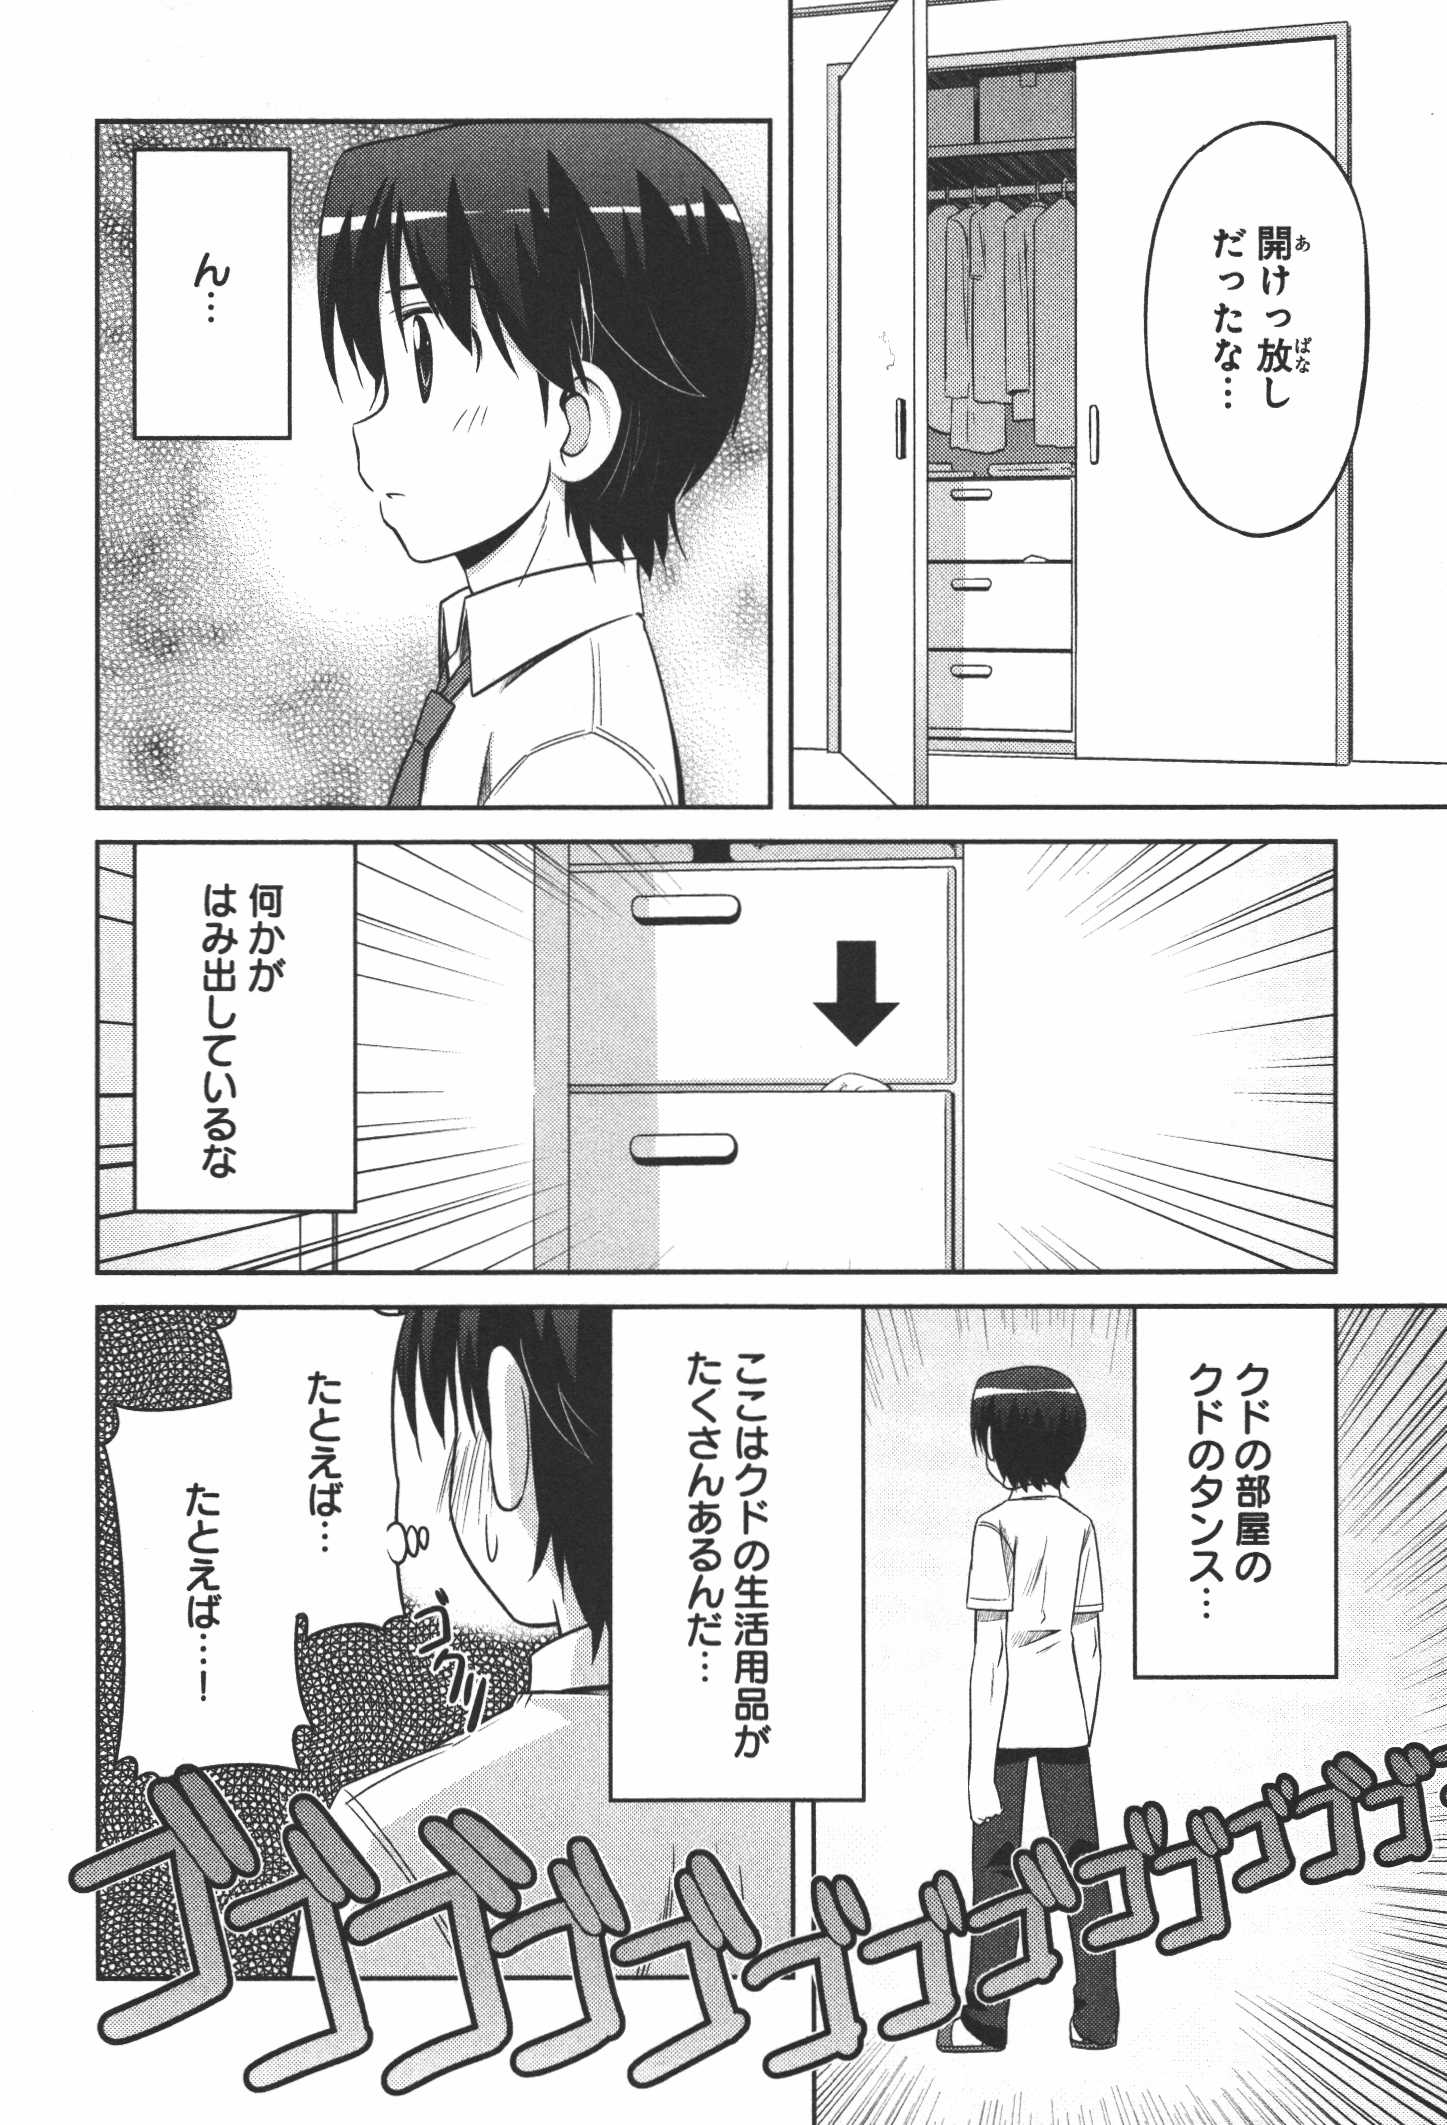 開けっ放し
だったな…
ん…
何かが
はみ出しているな
クドの部屋の
クドのタンス…
ここはクドの生活用品が
たくさんあるんだ…
たとえば…
たとえば…！
ゴクリ
ゴゴゴゴゴゴゴゴゴゴゴゴゴ